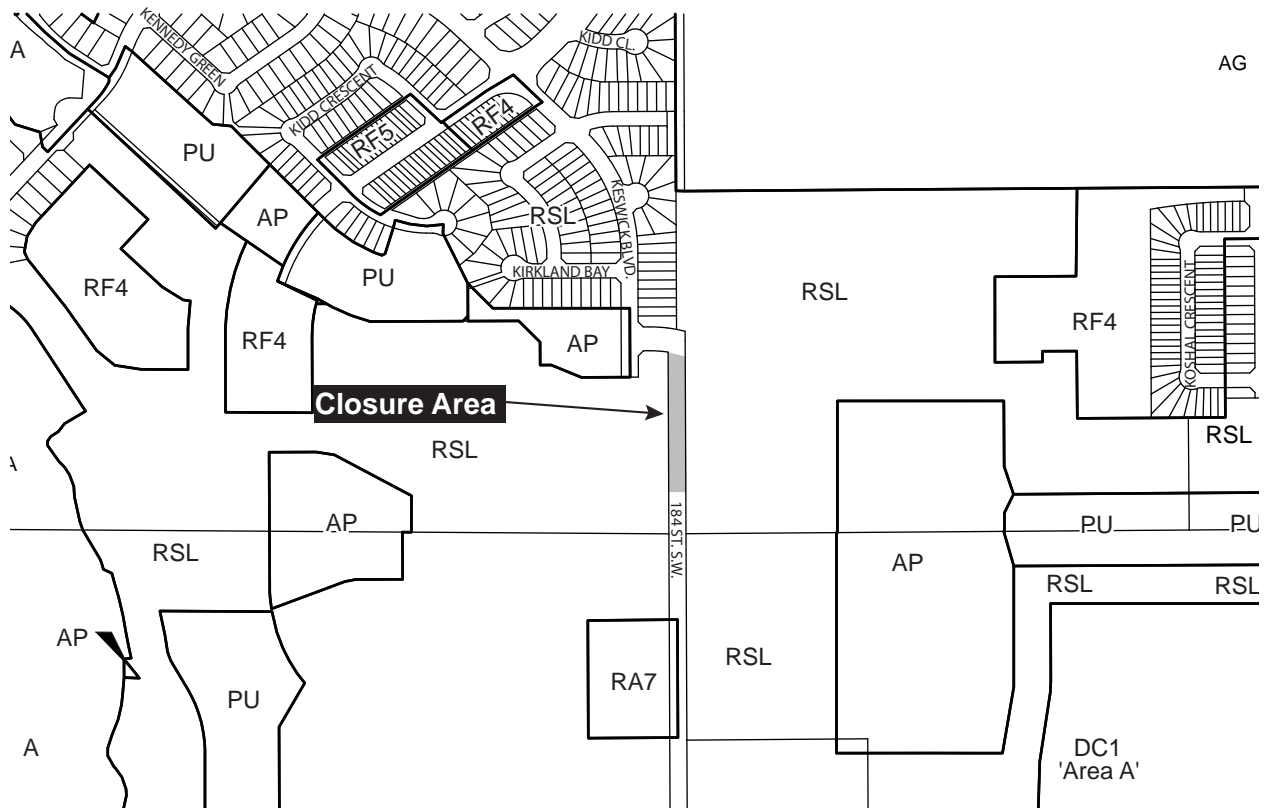 KENNEDY GREEN
KIDD CL.
A
AG
KIDD CRESCENT
RF5
RF4
PU
AP
RSL
KESWICK BLVD.
PU
KIRKLAND BAY
RF4
RSL
RF4
KOSHAL CRESCENT
RF4
AP
Closure Area
RSL
RSL
A
184 ST. S.W.
AP
PU
PU
RSL
AP
RSL
RSL
AP
RSL
RA7
PU
A
DC1
'Area A'